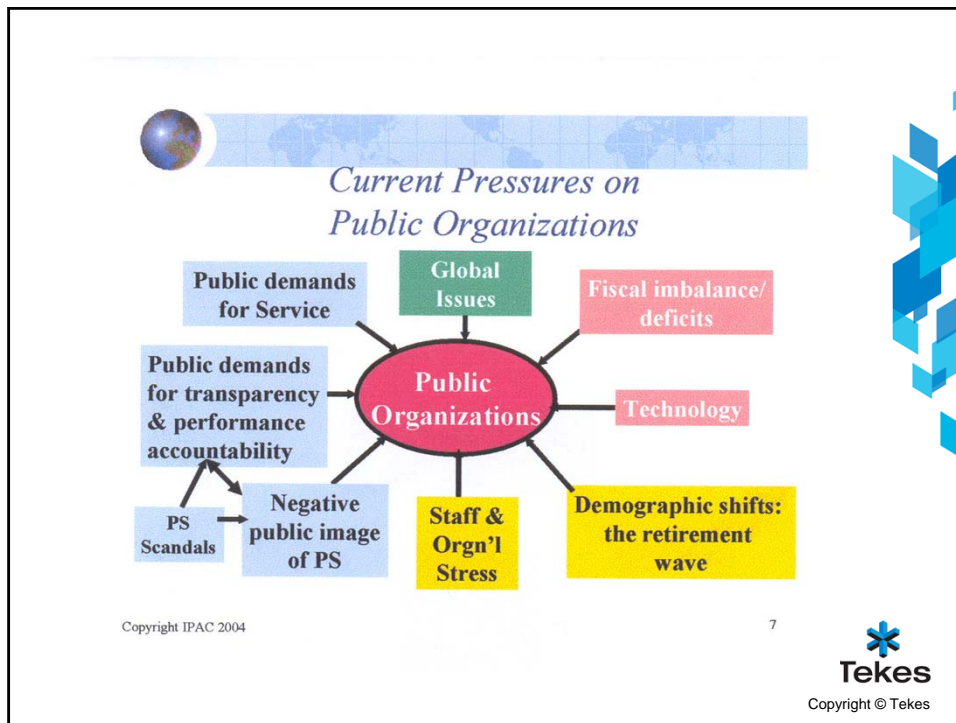 Current Pressures on
Public Organizations
Public demands
for Service
Global
Issues
Fiscal imbalance/
deficits
Public demands
for transparency
& performance
accountability
Public
Organizations
Technology
PS
Scandals
Negative
public image
of PS
Staff &
Orgn'l
Stress
Demographic shifts:
the retirement
wave
Copyright IPAC 2004
7
Tekes
Copyright © Tekes